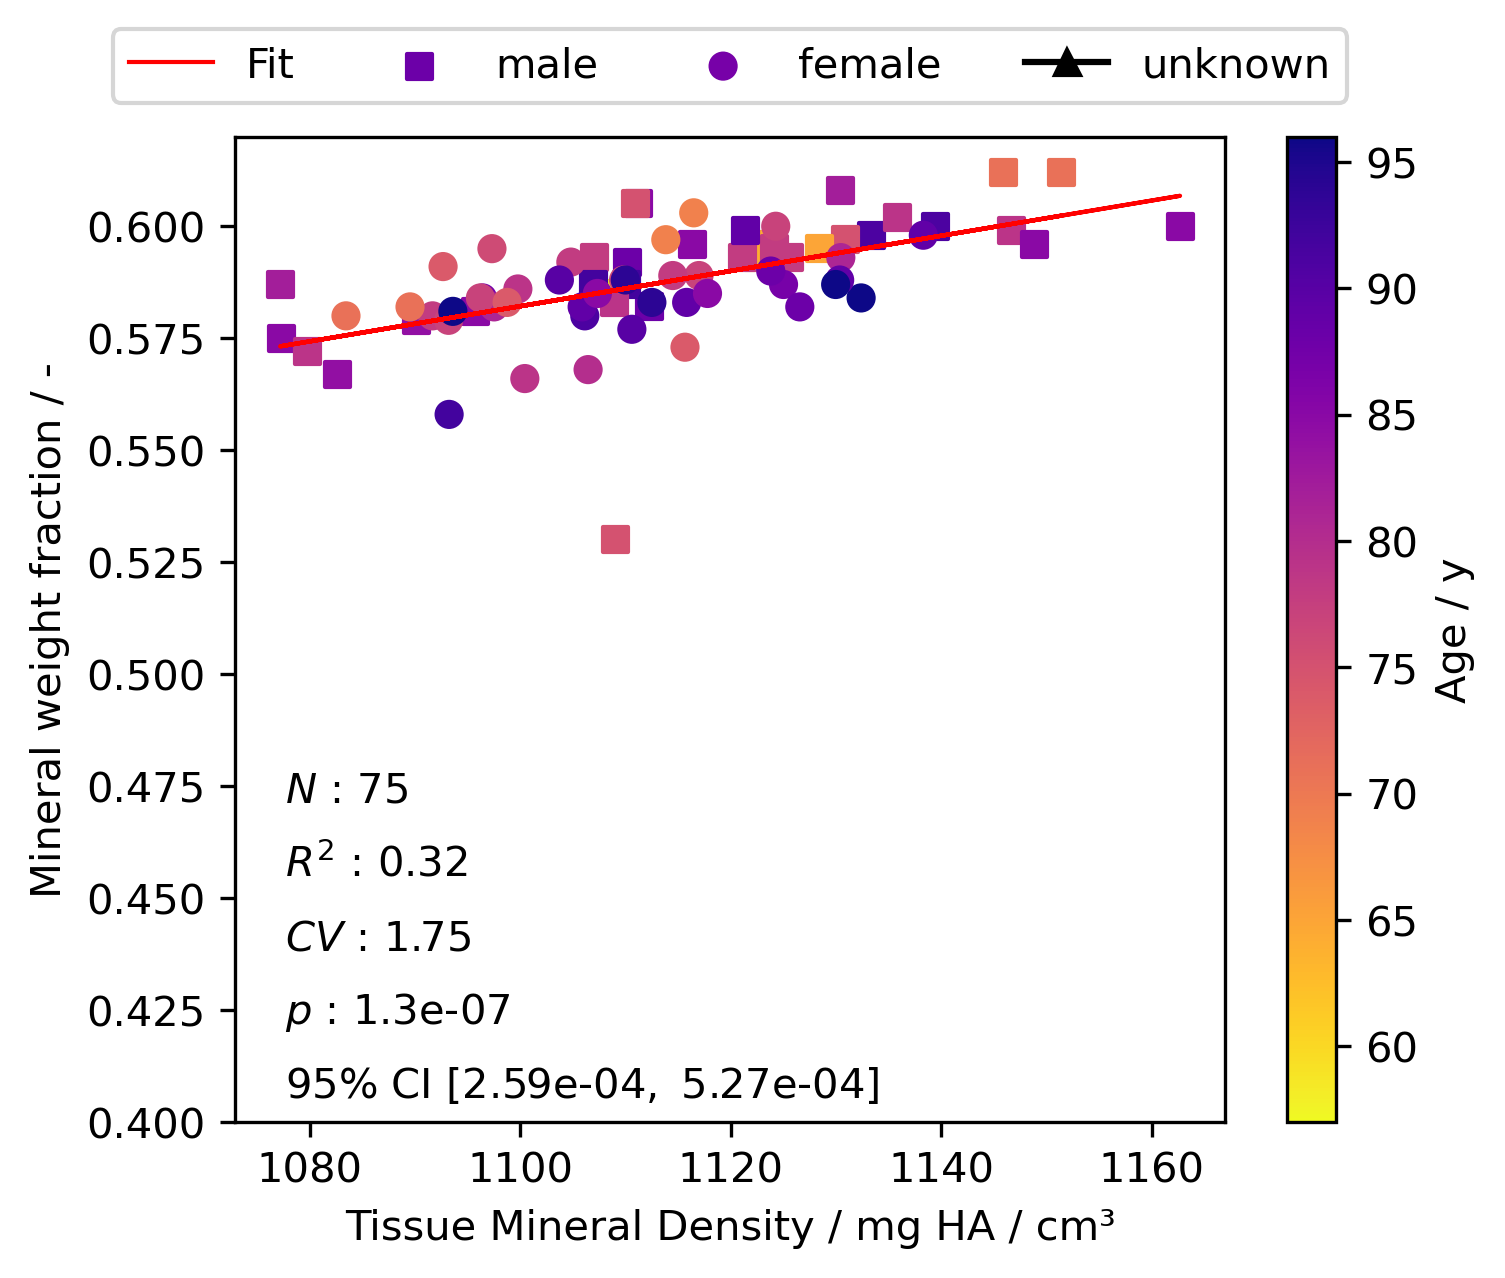 Fit male female unknown
0.600
0.575
0.550
0.525
0.500
0.475
0.450
0.425
0.400
Mineral weight fraction / -
N : 75
R² : 0.32
CV : 1.75
p : 1.3e-07
95% CI [2.59e-04, 5.27e-04]
1080 1100 1120 1140 1160
Tissue Mineral Density / mg HA / cm³
95
90
85
80
75
70
65
60
Age / y